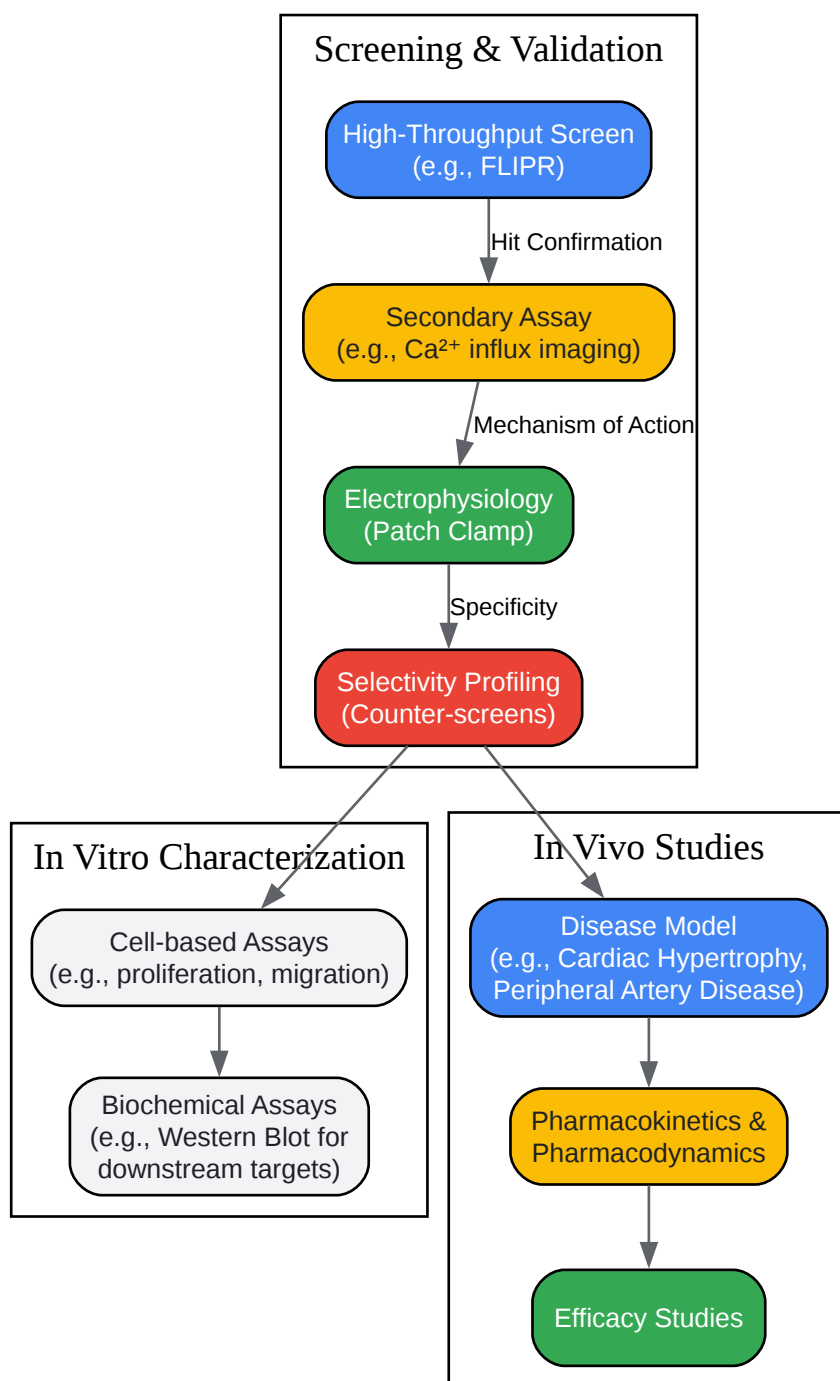 Screening & Validation
High-Throughput Screen
(e.g., FLIPR)
Hit Confirmation
Secondary Assay
(e.g., Ca²⁺ influx imaging)
Mechanism of Action
Electrophysiology
(Patch Clamp)
Specificity
Selectivity Profiling
(Counter-screens)
In Vitro Characterization
Cell-based Assays
(e.g., proliferation, migration)
Biochemical Assays
(e.g., Western Blot for
downstream targets)
In Vivo Studies
Disease Model
(e.g., Cardiac Hypertrophy,
Peripheral Artery Disease)
Pharmacokinetics &
Pharmacodynamics
Efficacy Studies